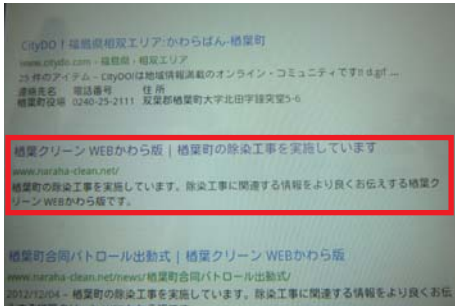 CityDO！福島県相双エリア:かわらばん-楢葉町
www.citydo.com › 福島県 › 相双エリア
25 件のアイテム – CityDO!は地域情報満載のオンライン・コミュニティです!! d.gif ...
連絡先名 電話番号 住 所
楢葉町役場 0240-25-2111 双葉郡楢葉町大字北田字鐘突堂5-6
楢葉クリーン WEBかわら版 | 楢葉町の除染工事を実施しています
www.naraha-clean.net/
楢葉町の除染工事を実施しています。除染工事に関連する情報をより良くお伝えする楢葉ク
リーン WEBかわら版です。
楢葉町合同パトロール出動式 | 楢葉クリーン WEBかわら版
www.naraha-clean.net/news/楢葉町合同パトロール出動式/
2012/12/04 – 楢葉町の除染工事を実施しています。除染工事に関連する情報をより良くお伝